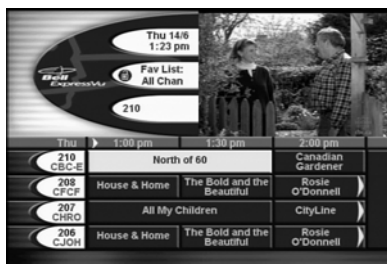 Thu 14/6
1:23 pm
Bell
ExpressVu
Fav List:
All Chan
210
Thu 1:00 pm 1:30 pm 2:00 pm
210
CBC-E
North of 60
Canadian
Gardener
208
CFCF
House & Home
The Bold and the
Beautiful
Rosie
O'Donnell
207
CHRO
All My Children
CityLine
206
CJOH
House & Home
The Bold and the
Beautiful
Rosie
O'Donnell